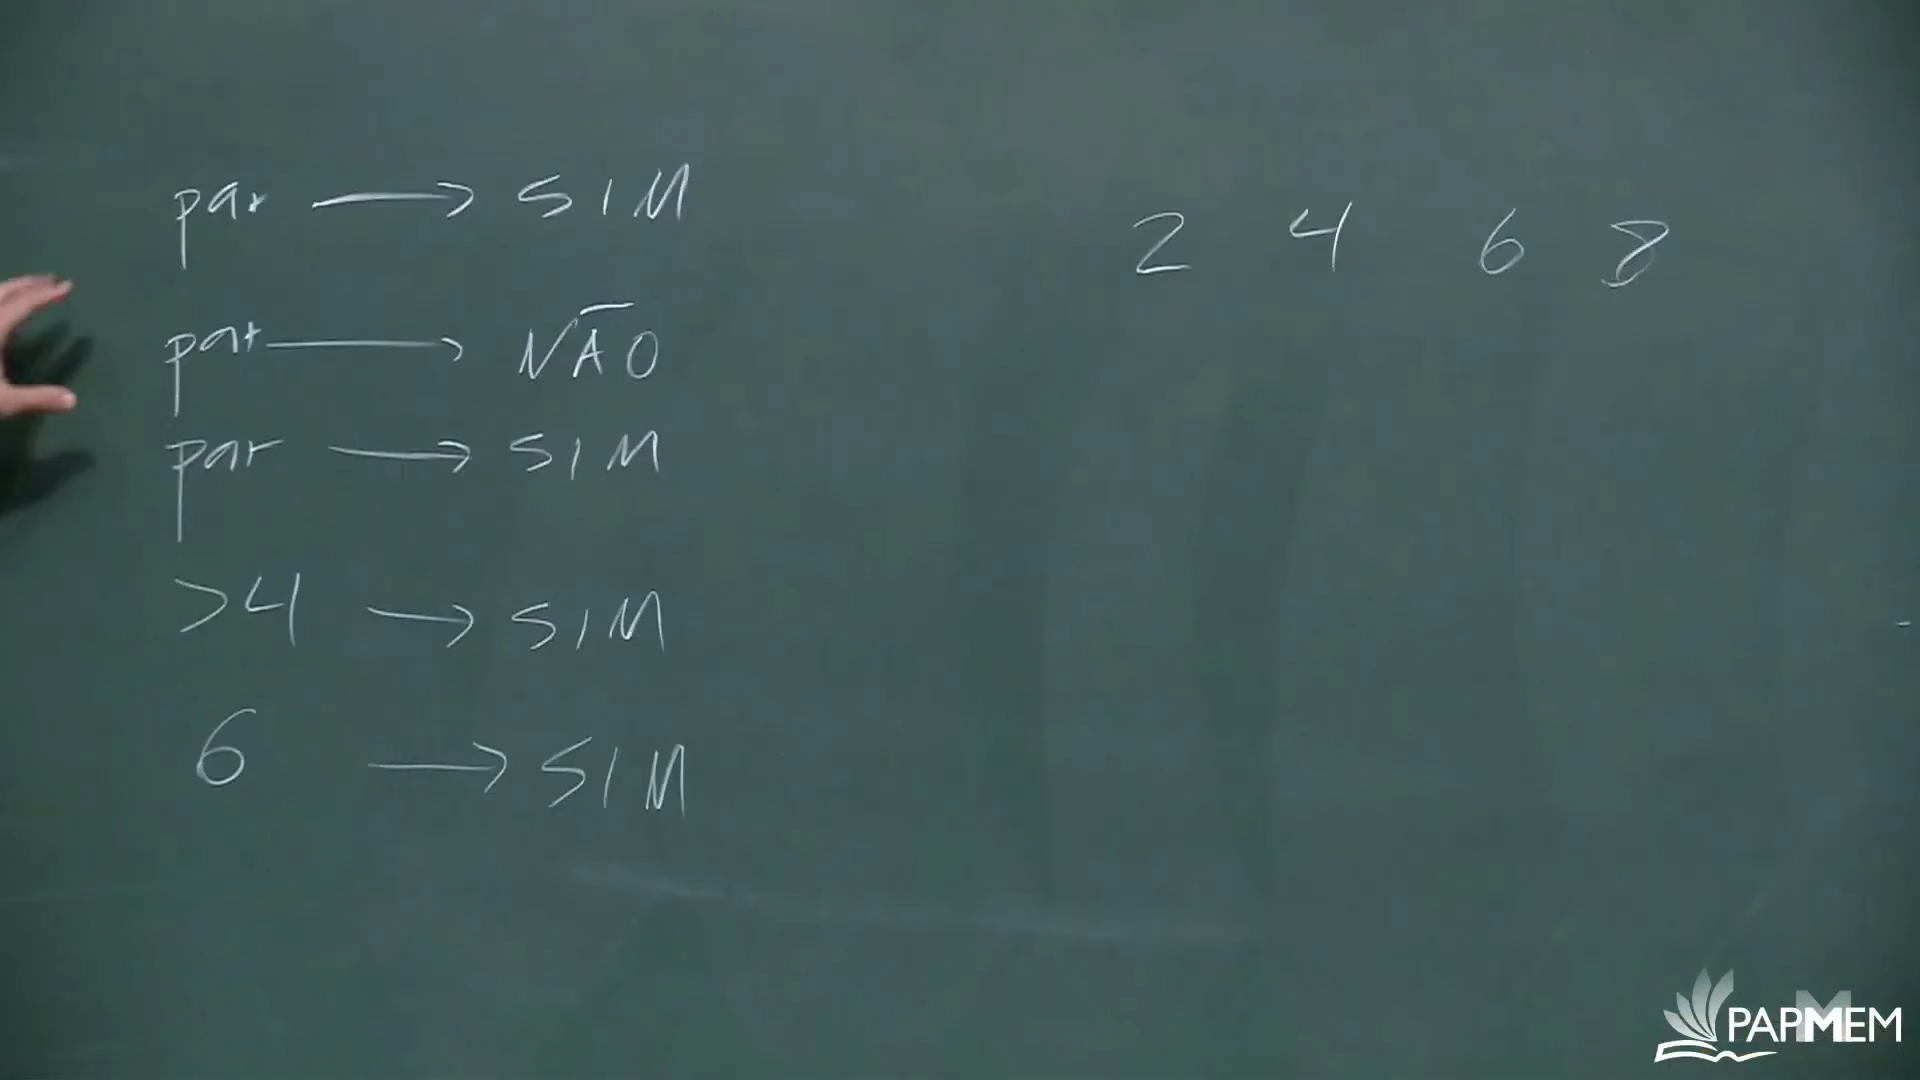 par → SIM
2 4 6 8
par → NÃO
par → SIM
>4 → SIM
6 → SIM
PAPMEM